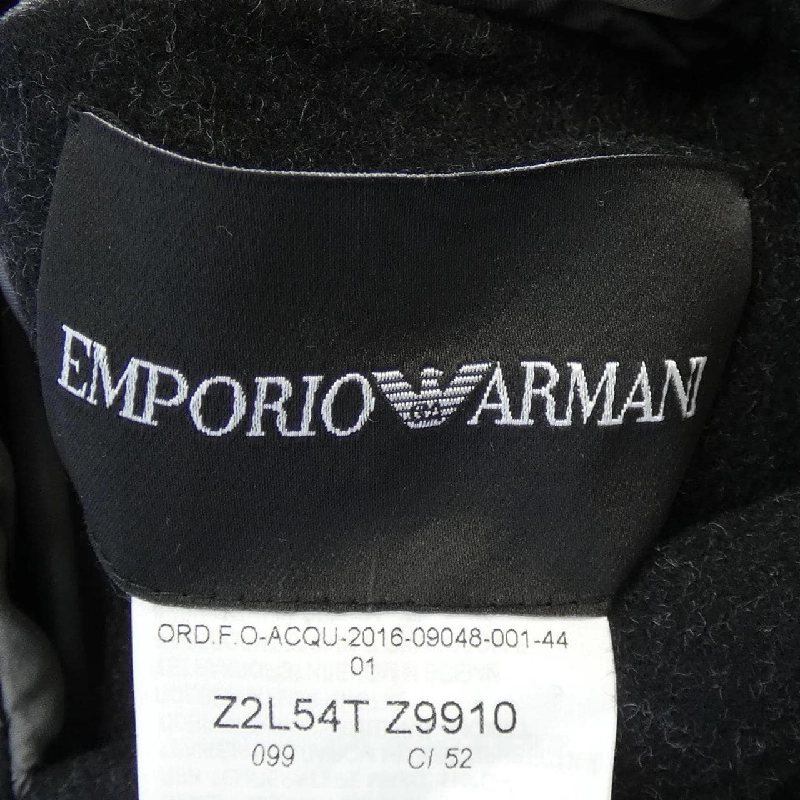 EMPORIO ARMANI
ORD.F.O-ACQU-2016-09048-001-44
01
Z2L54T Z9910
099 C/ 52